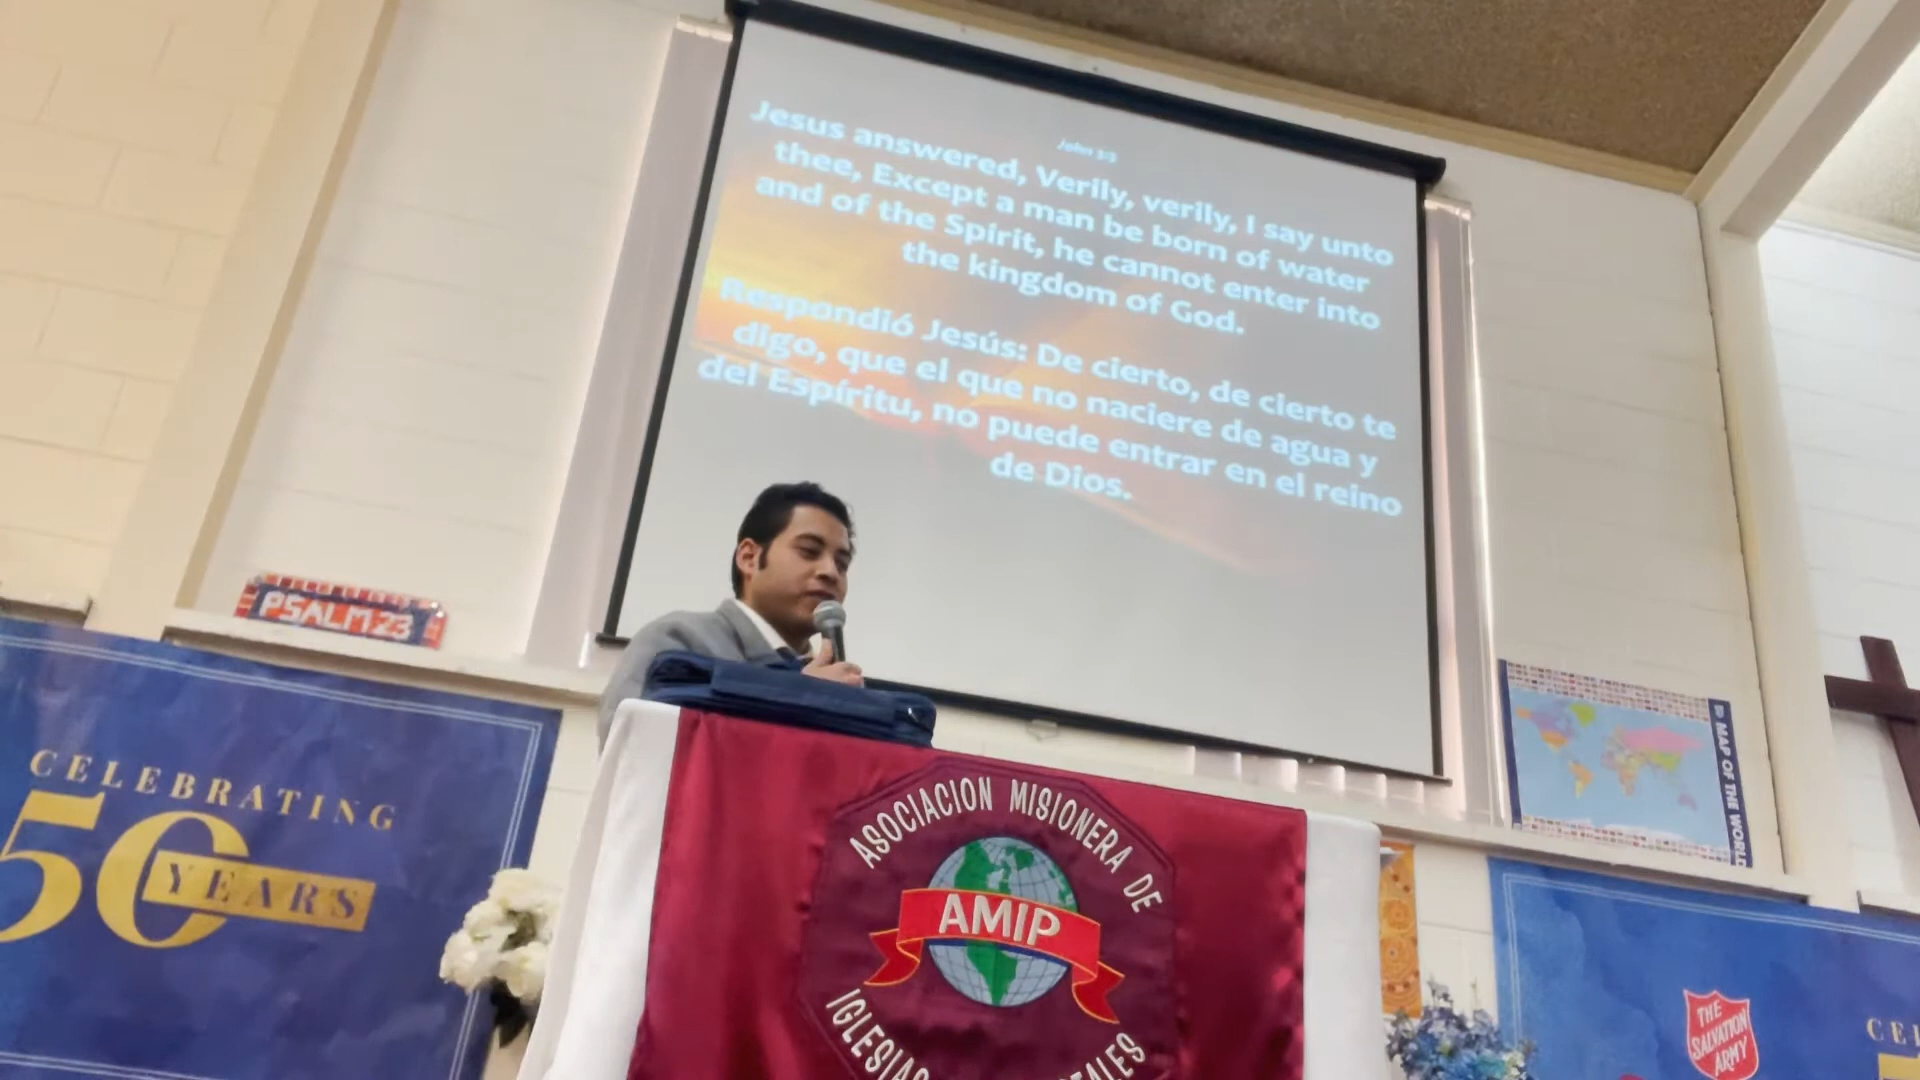 John 3:5
Jesus answered, Verily, verily, I say unto
thee, Except a man be born of water
and of the Spirit, he cannot enter into
the kingdom of God.
Respondió Jesús: De cierto, de cierto te
digo, que el que no naciere de agua y
del Espíritu, no puede entrar en el reino
de Dios.
PSALM 23
CELEBRATING
50
YEARS
ASOCIACION MISIONERA DE
AMIP
IGLESIAS
MAP OF THE WORLD
THE
SALVATION
ARMY